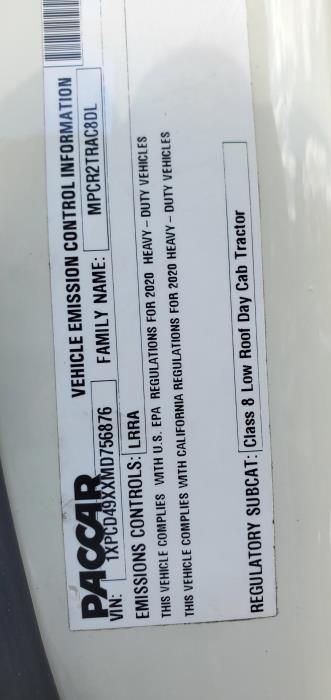 VEHICLE EMISSION CONTROL INFORMATION
PACCAR
VIN: 1XPCD49XXMD756876 FAMILY NAME: MPCR2TRAC8DL
EMISSIONS CONTROLS: LRRA
THIS VEHICLE COMPLIES WITH U.S. EPA REGULATIONS FOR 2020 HEAVY - DUTY VEHICLES
THIS VEHICLE COMPLIES WITH CALIFORNIA REGULATIONS FOR 2020 HEAVY - DUTY VEHICLES
REGULATORY SUBCAT: Class 8 Low Roof Day Cab Tractor